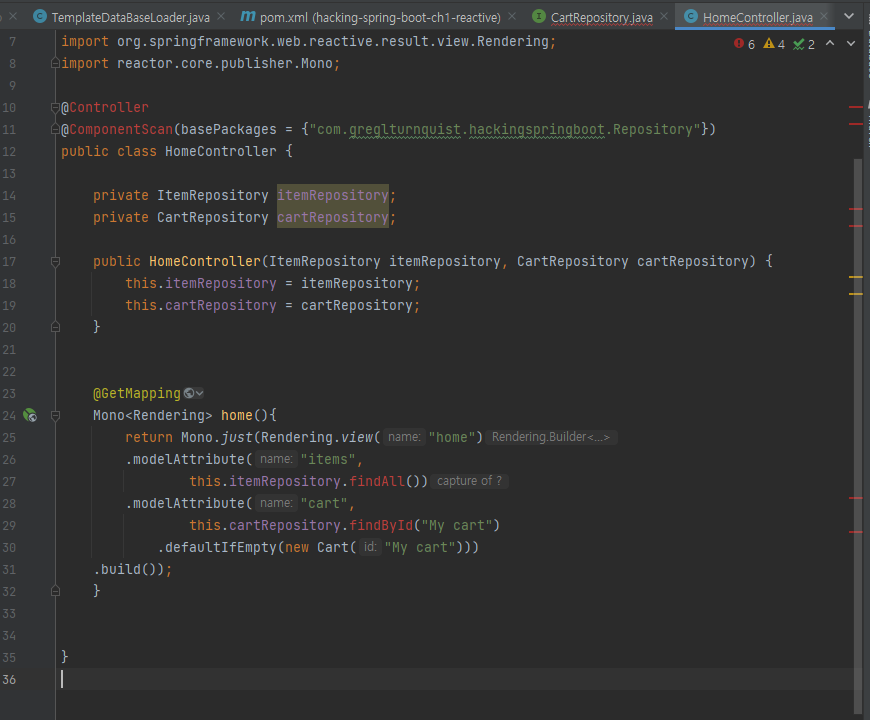 TemplateDataBaseLoader.java
pom.xml (hacking-spring-boot-ch1-reactive)
CartRepository.java
HomeController.java
6 4 2
7 import org.springframework.web.reactive.result.view.Rendering;
8 import reactor.core.publisher.Mono;
9
10 @Controller
11 @ComponentScan(basePackages = {"com.greglturnquist.hackingspringboot.Repository"})
12 public class HomeController {
13
14 private ItemRepository itemRepository;
15 private CartRepository cartRepository;
16
17 public HomeController(ItemRepository itemRepository, CartRepository cartRepository) {
18 this.itemRepository = itemRepository;
19 this.cartRepository = cartRepository;
20 }
21
22
23 @GetMapping
24 Mono<Rendering> home(){
25 return Mono.just(Rendering.view( name: "home") Rendering.Builder<...>
26 .modelAttribute( name: "items",
27 this.itemRepository.findAll()) capture of ?
28 .modelAttribute( name: "cart",
29 this.cartRepository.findById("My cart")
30 .defaultIfEmpty(new Cart( id: "My cart")))
31 .build());
32 }
33
34
35 }
36